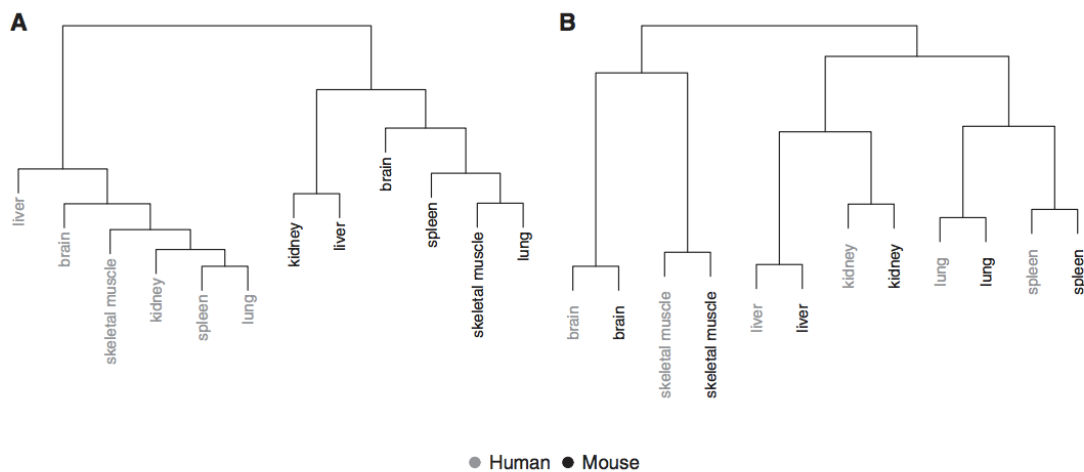 A
liver
brain
skeletal muscle
kidney
spleen
lung
kidney
liver
brain
spleen
skeletal muscle
lung
B
brain
brain
skeletal muscle
skeletal muscle
liver
liver
kidney
kidney
lung
lung
spleen
spleen
Human Mouse